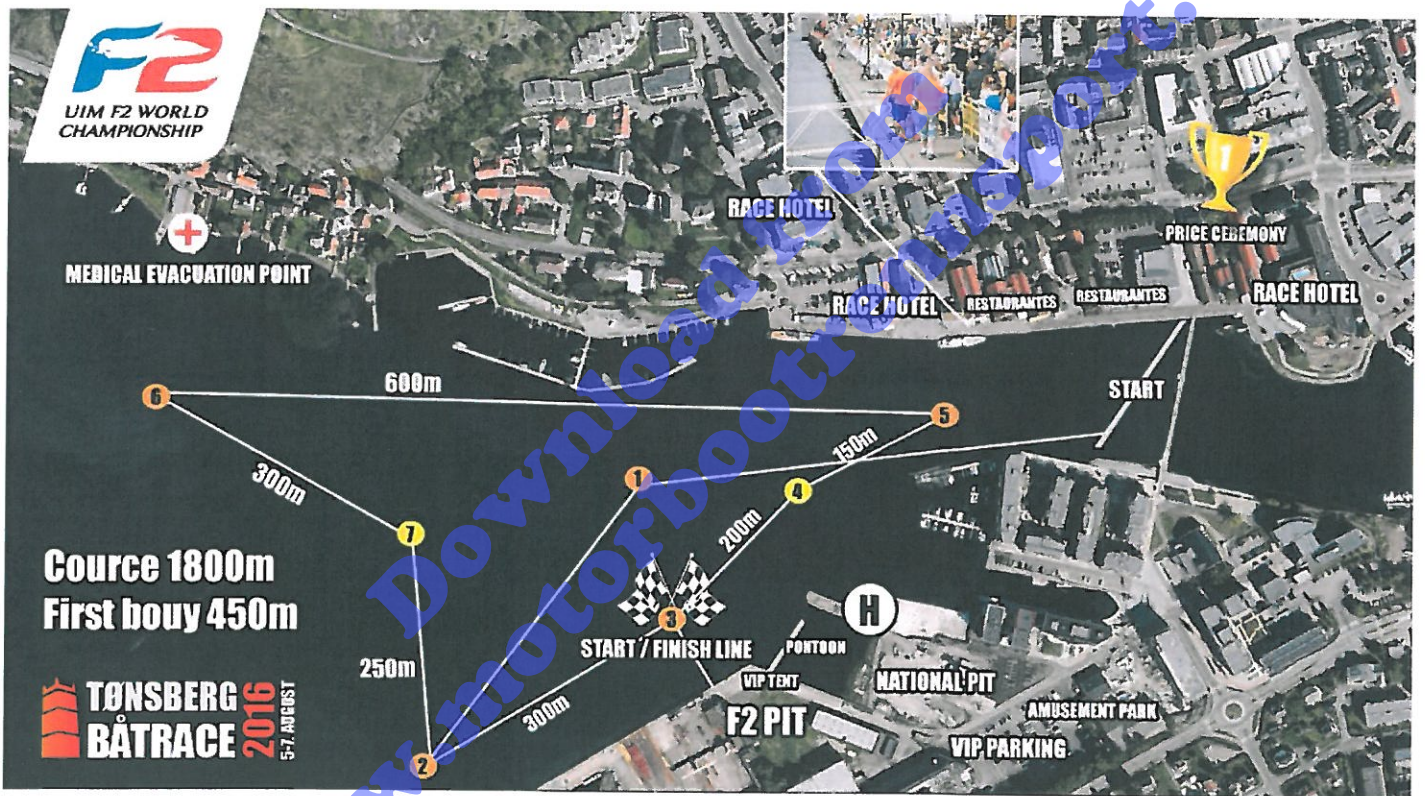 F2
UIM F2 WORLD
CHAMPIONSHIP
1
PRICE CEREMONY
RACE HOTEL
MEDICAL EVACUATION POINT
RACE HOTEL
RESTAURANTES
RESTAURANTES
RACE HOTEL
600m
START
6
5
150m
300m
1
4
200m
7
Cource 1800m
First bouy 450m
3
H
START / FINISH LINE
PONTOON
250m
VIP TENT
NATIONAL PIT
300m
F2 PIT
AMUSEMENT PARK
VIP PARKING
2
TØNSBERG
BÅTRACE
2016
5-7. AUGUST
Download from
www.motorbootrennsport.